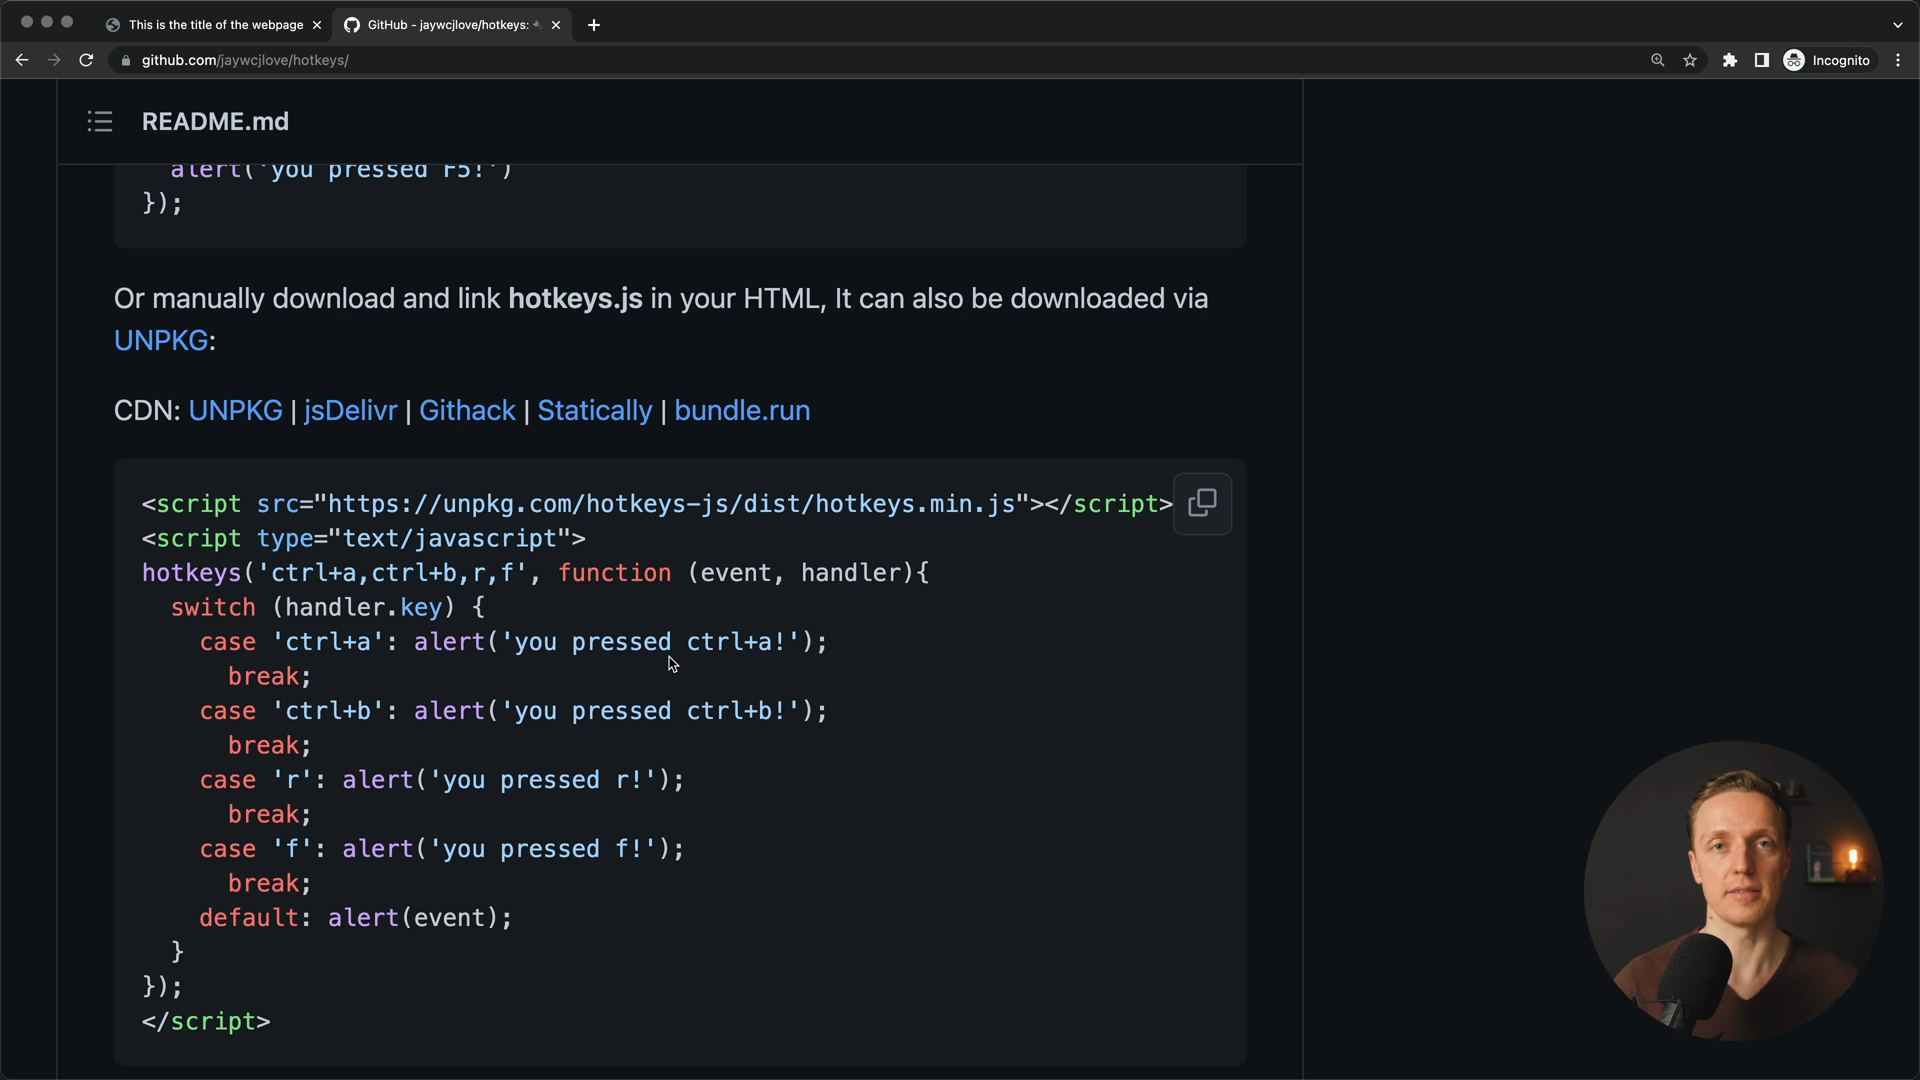 This is the title of the webpage
GitHub - jaywcjlove/hotkeys:
github.com/jaywcjlove/hotkeys/
Incognito
README.md
alert('you pressed F5!')
});
Or manually download and link hotkeys.js in your HTML, It can also be downloaded via
UNPKG:
CDN: UNPKG | jsDelivr | Githack | Statically | bundle.run
<script src="https://unpkg.com/hotkeys-js/dist/hotkeys.min.js"></script>
<script type="text/javascript">
hotkeys('ctrl+a,ctrl+b,r,f', function (event, handler){
switch (handler.key) {
case 'ctrl+a': alert('you pressed ctrl+a!');
break;
case 'ctrl+b': alert('you pressed ctrl+b!');
break;
case 'r': alert('you pressed r!');
break;
case 'f': alert('you pressed f!');
break;
default: alert(event);
}
});
</script>